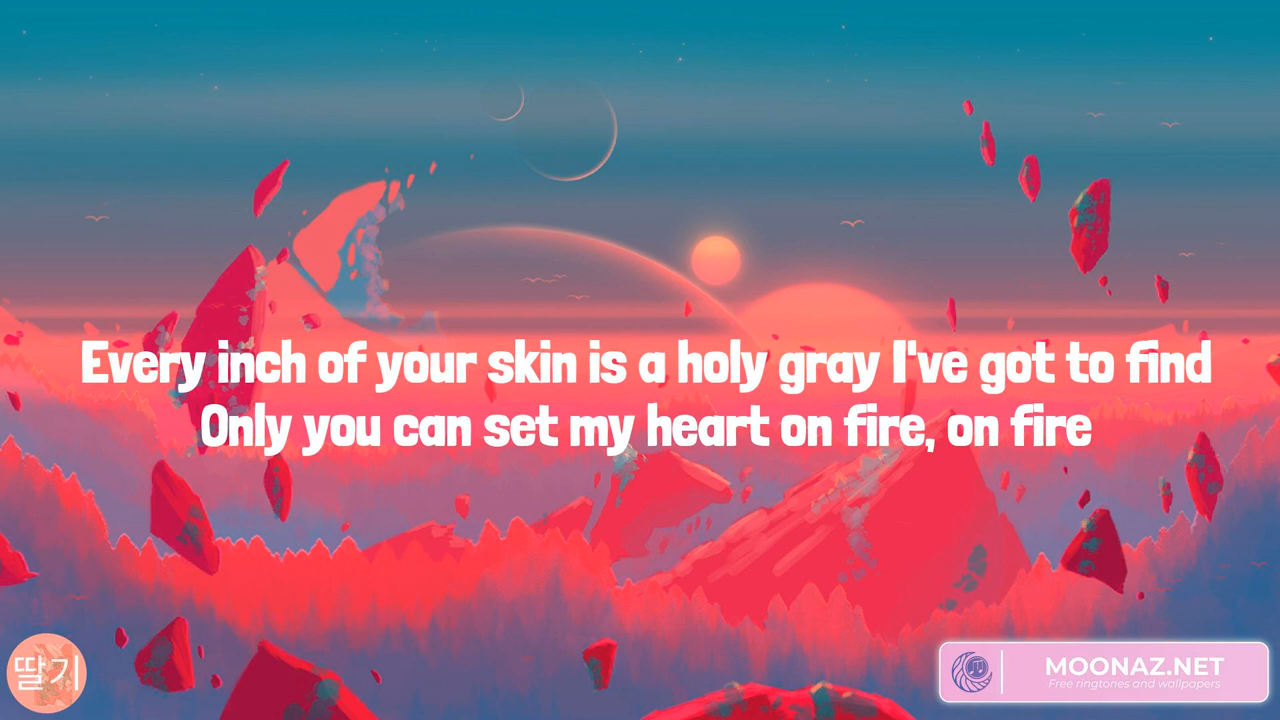 Every inch of your skin is a holy gray I've got to find
Only you can set my heart on fire, on fire
딸기
MOONAZ.NET
Free ringtones and wallpapers